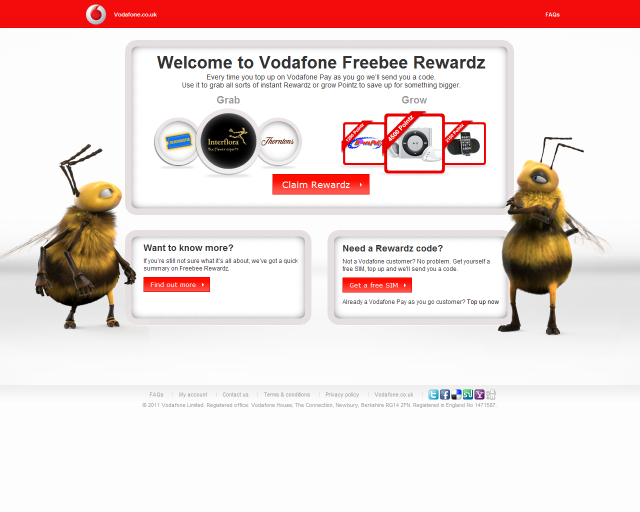 Vodafone.co.uk
FAQs
Welcome to Vodafone Freebee Rewardz
Every time you top up on Vodafone Pay as you go we'll send you a code.
Use it to grab all sorts of instant Rewardz or grow Pointz to save up for something bigger.
Grab
Grow
Interflora
the flower experts
Thorntons
4000 Pointz
Claim Rewardz
Want to know more?
If you're still not sure what it's all about, we've got a quick
summary on Freebee Rewardz.
Find out more
Need a Rewardz code?
Not a Vodafone customer? No problem. Get yourself a
free SIM, top up and we'll send you a code.
Get a free SIM
Already a Vodafone Pay as you go customer? Top up now
FAQs | My account | Contact us | Terms & conditions | Privacy policy | Vodafone.co.uk |
© 2011 Vodafone Limited. Registered office: Vodafone House, The Connection, Newbury, Berkshire RG14 2FN. Registered in England No 1471587.